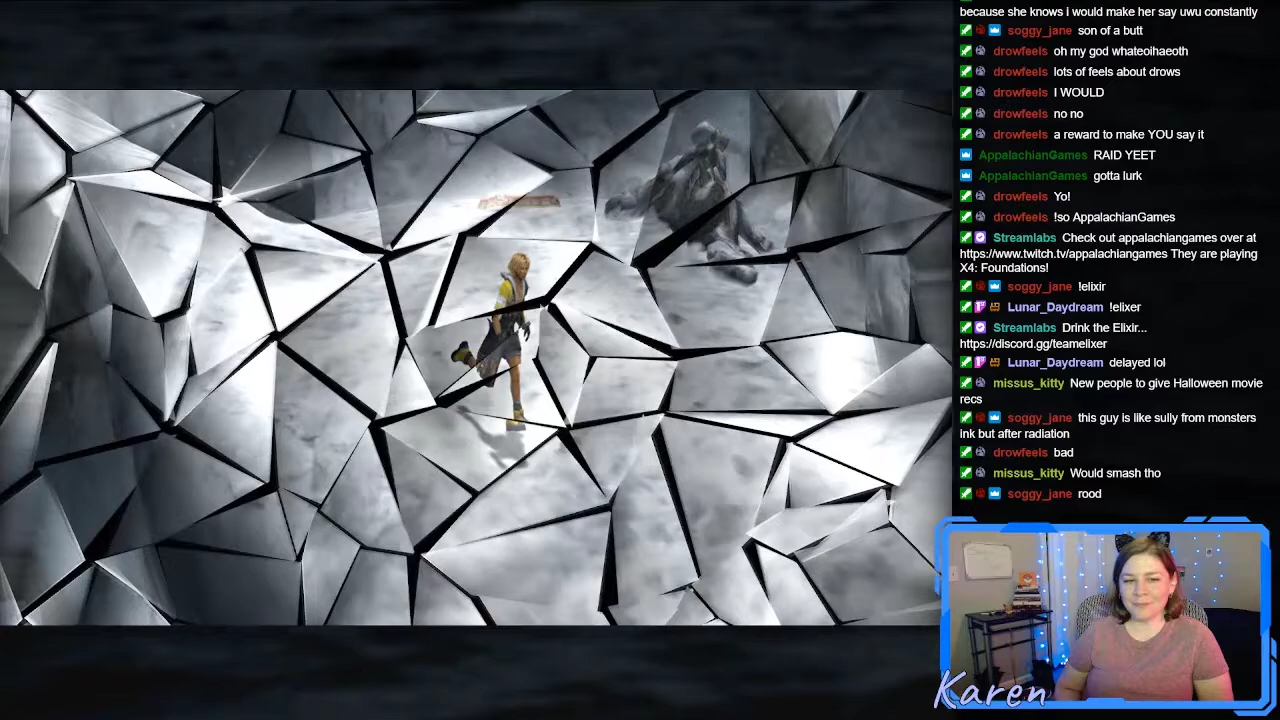 because she knows i would make her say uwu constantly
soggy_jane son of a butt
drowfeels oh my god whateoihaeoth
drowfeels lots of feels about drows
drowfeels I WOULD
drowfeels no no
drowfeels a reward to make YOU say it
AppalachianGames RAID YEET
AppalachianGames gotta lurk
drowfeels Yo!
drowfeels !so AppalachianGames
Streamlabs Check out appalachiangames over at
https://www.twitch.tv/appalachiangames They are playing
X4: Foundations!
soggy_jane !elixir
Lunar_Daydream !elixer
Streamlabs Drink the Elixir...
https://discord.gg/teamelixer
Lunar_Daydream delayed lol
missus_kitty New people to give Halloween movie
recs
soggy_jane this guy is like sully from monsters
ink but after radiation
drowfeels bad
missus_kitty Would smash tho
soggy_jane rood
Karen